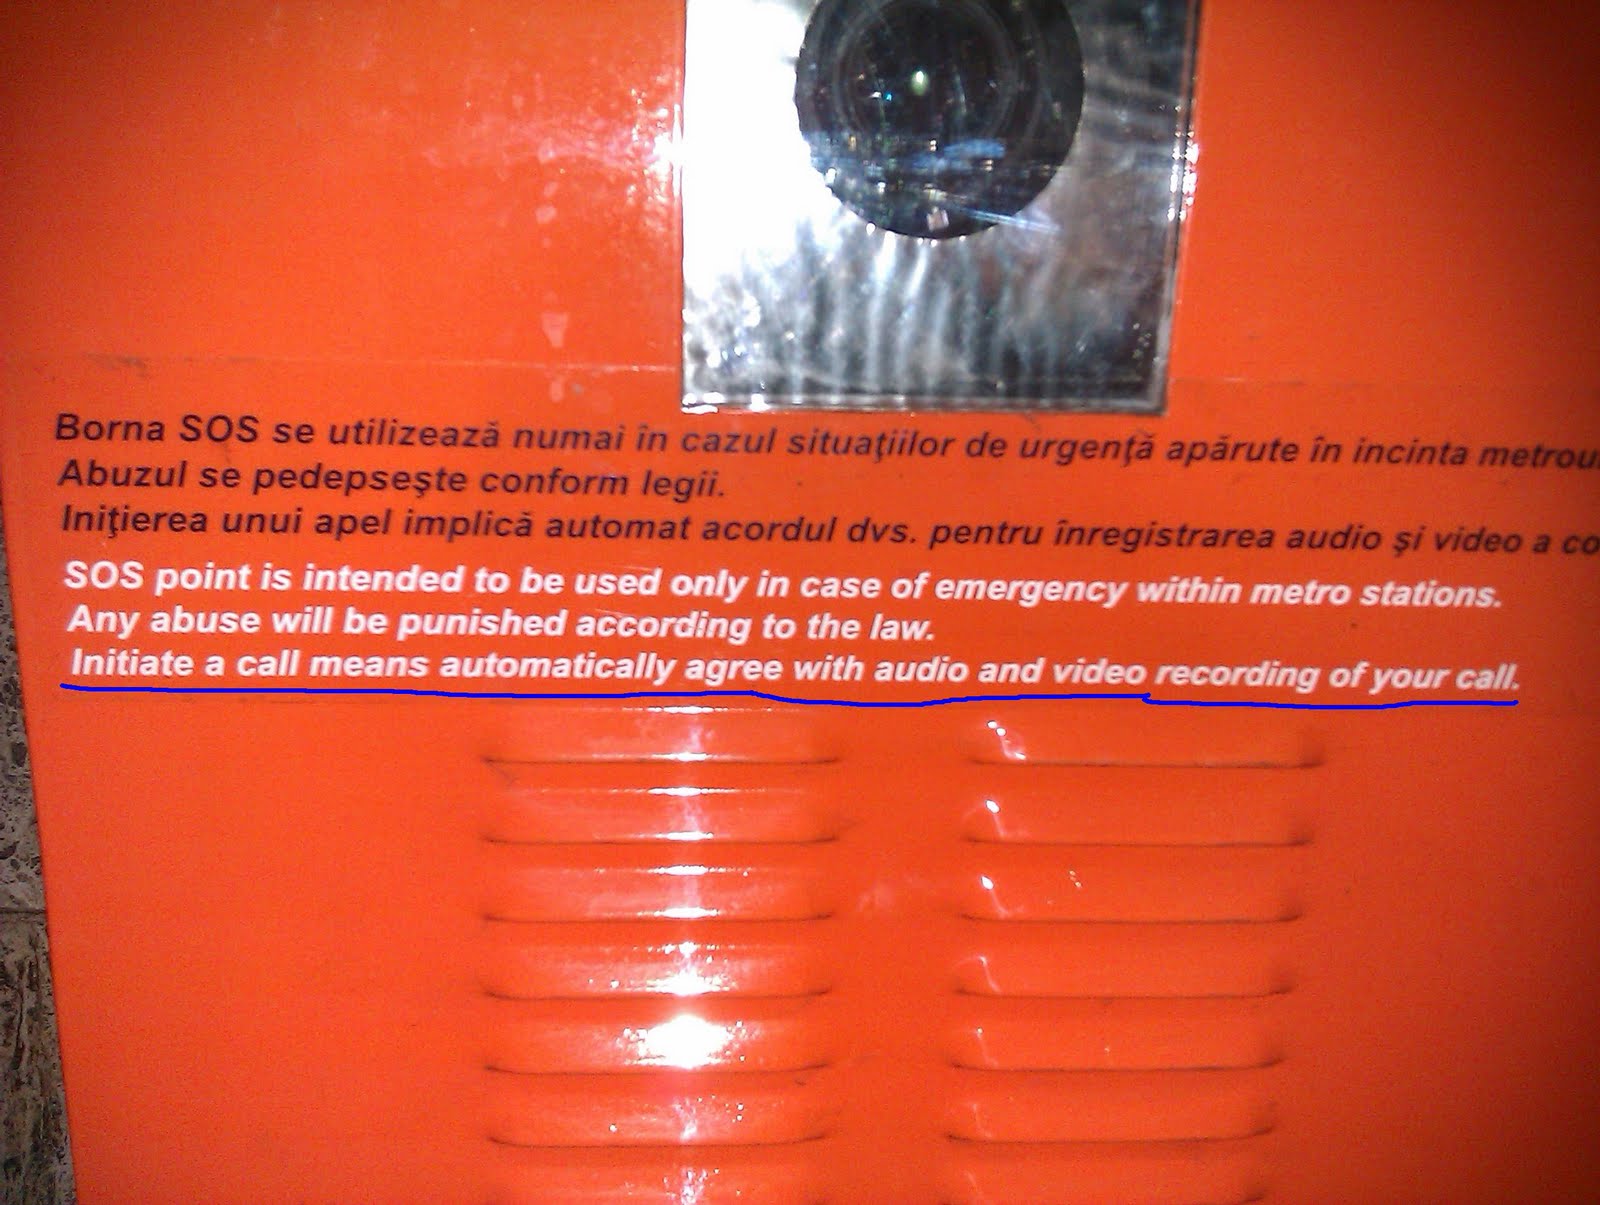 Borna SOS se utilizează numai în cazul situaţiilor de urgenţă apărute în incinta
Abuzul se pedepseşte conform legii.
Iniţierea unui apel implică automat acordul dvs. pentru înregistrarea audio şi video a
SOS point is intended to be used only in case of emergency within metro stations.
Any abuse will be punished according to the law.
Initiate a call means automatically agree with audio and video recording of your call.